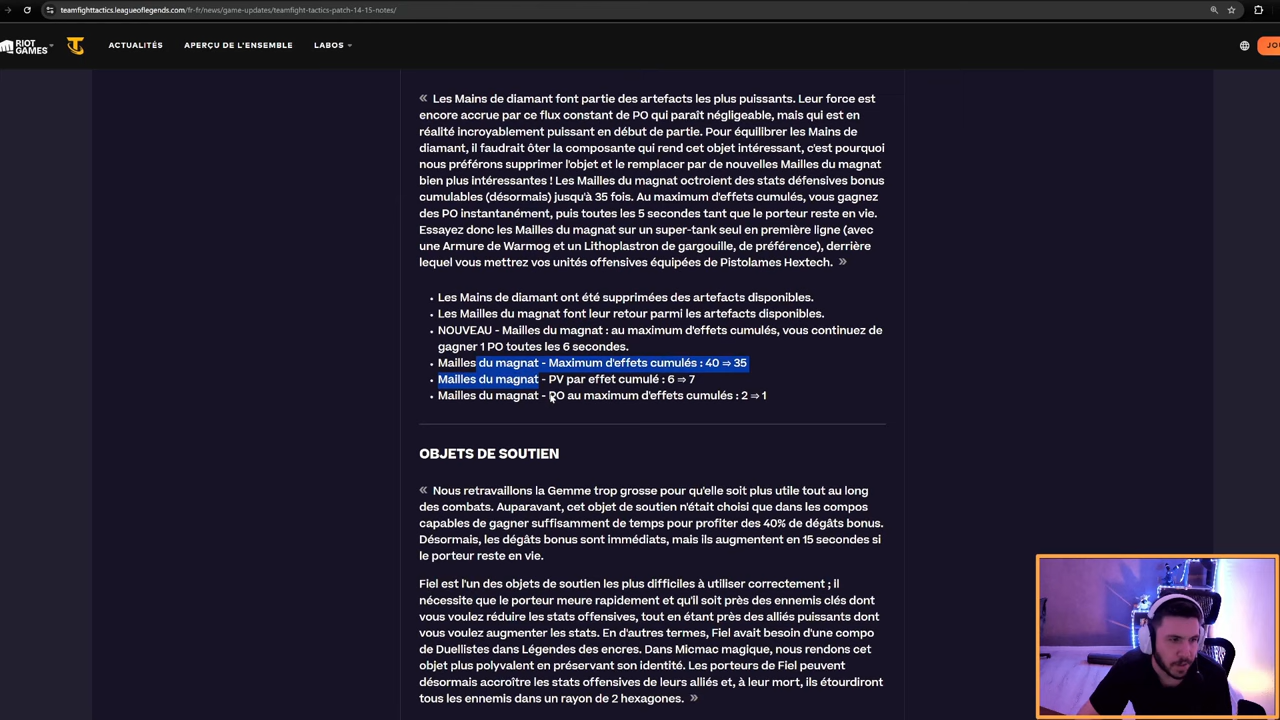 teamfighttactics.leagueoflegends.com/fr-fr/news/game-updates/teamfight-tactics-patch-14-15-notes/
RIOT GAMES
ACTUALITÉS
APERÇU DE L'ENSEMBLE
LABOS
JO
« Les Mains de diamant font partie des artefacts les plus puissants. Leur force est
encore accrue par ce flux constant de PO qui paraît négligeable, mais qui est en
réalité incroyablement puissant en début de partie. Pour équilibrer les Mains de
diamant, il faudrait ôter la composante qui rend cet objet intéressant, c'est pourquoi
nous préférons supprimer l'objet et le remplacer par de nouvelles Mailles du magnat
bien plus intéressantes ! Les Mailles du magnat octroient des stats défensives bonus
cumulables (désormais) jusqu'à 35 fois. Au maximum d'effets cumulés, vous gagnez
des PO instantanément, puis toutes les 5 secondes tant que le porteur reste en vie.
Essayez donc les Mailles du magnat sur un super-tank seul en première ligne (avec
une Armure de Warmog et un Lithoplastron de gargouille, de préférence), derrière
lequel vous mettrez vos unités offensives équipées de Pistolames Hextech. »
• Les Mains de diamant ont été supprimées des artefacts disponibles.
• Les Mailles du magnat font leur retour parmi les artefacts disponibles.
• NOUVEAU - Mailles du magnat : au maximum d'effets cumulés, vous continuez de
gagner 1 PO toutes les 6 secondes.
• Mailles du magnat - Maximum d'effets cumulés : 40 ⇒ 35
• Mailles du magnat - PV par effet cumulé : 6 ⇒ 7
• Mailles du magnat - PO au maximum d'effets cumulés : 2 ⇒ 1
OBJETS DE SOUTIEN
« Nous retravaillons la Gemme trop grosse pour qu'elle soit plus utile tout au long
des combats. Auparavant, cet objet de soutien n'était choisi que dans les compos
capables de gagner suffisamment de temps pour profiter des 40% de dégâts bonus.
Désormais, les dégâts bonus sont immédiats, mais ils augmentent en 15 secondes si
le porteur reste en vie.
Fiel est l'un des objets de soutien les plus difficiles à utiliser correctement ; il
nécessite que le porteur meure rapidement et qu'il soit près des ennemis clés dont
vous voulez réduire les stats offensives, tout en étant près des alliés puissants dont
vous voulez augmenter les stats. En d'autres termes, Fiel avait besoin d'une compo
de Duellistes dans Légendes des encres. Dans Micmac magique, nous rendons cet
objet plus polyvalent en préservant son identité. Les porteurs de Fiel peuvent
désormais accroître les stats offensives de leurs alliés et, à leur mort, ils étourdiront
tous les ennemis dans un rayon de 2 hexagones. »